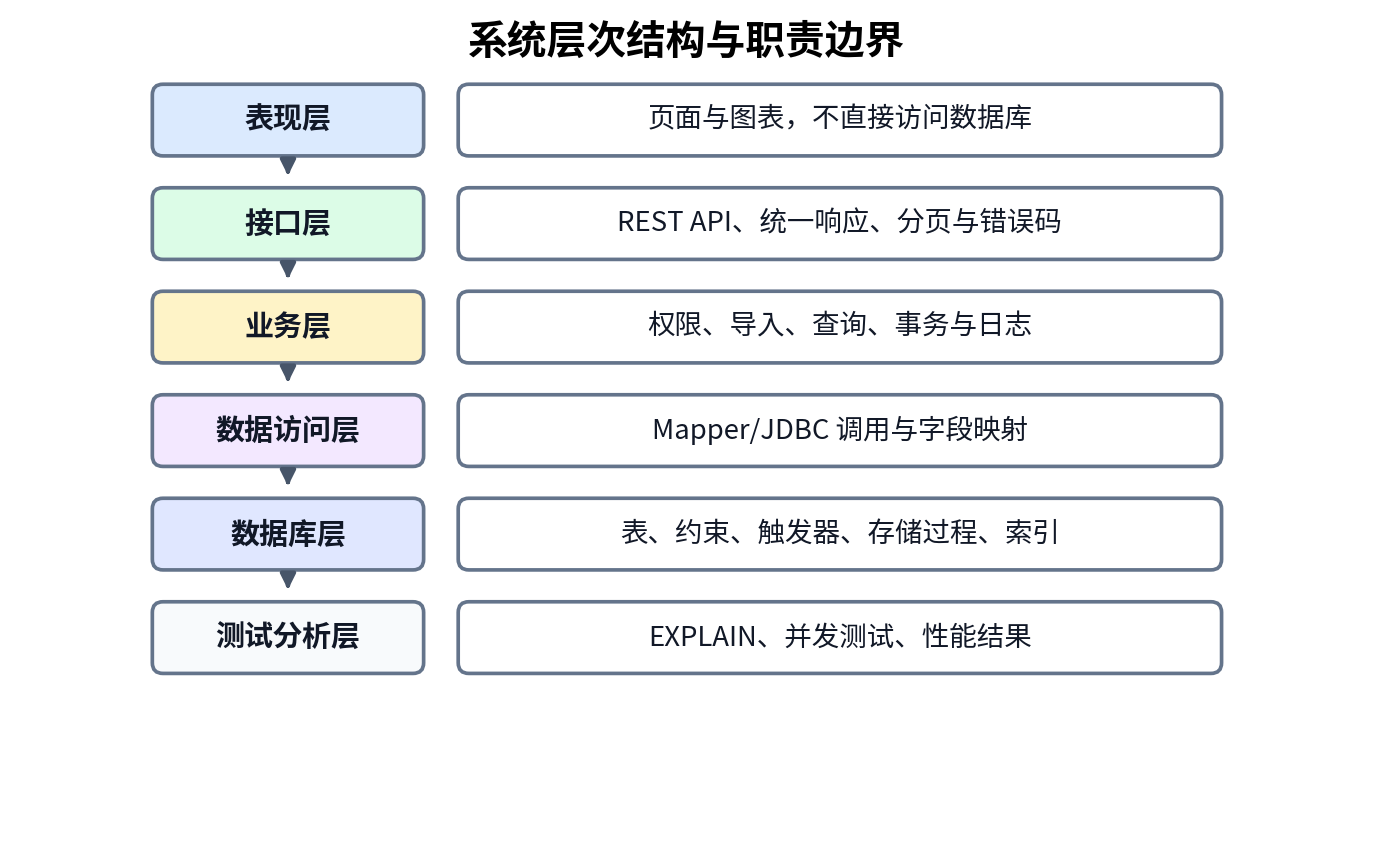 系统层次结构与职责边界
表现层
页面与图表，不直接访问数据库
接口层
REST API、统一响应、分页与错误码
业务层
权限、导入、查询、事务与日志
数据访问层
Mapper/JDBC 调用与字段映射
数据库层
表、约束、触发器、存储过程、索引
测试分析层
EXPLAIN、并发测试、性能结果